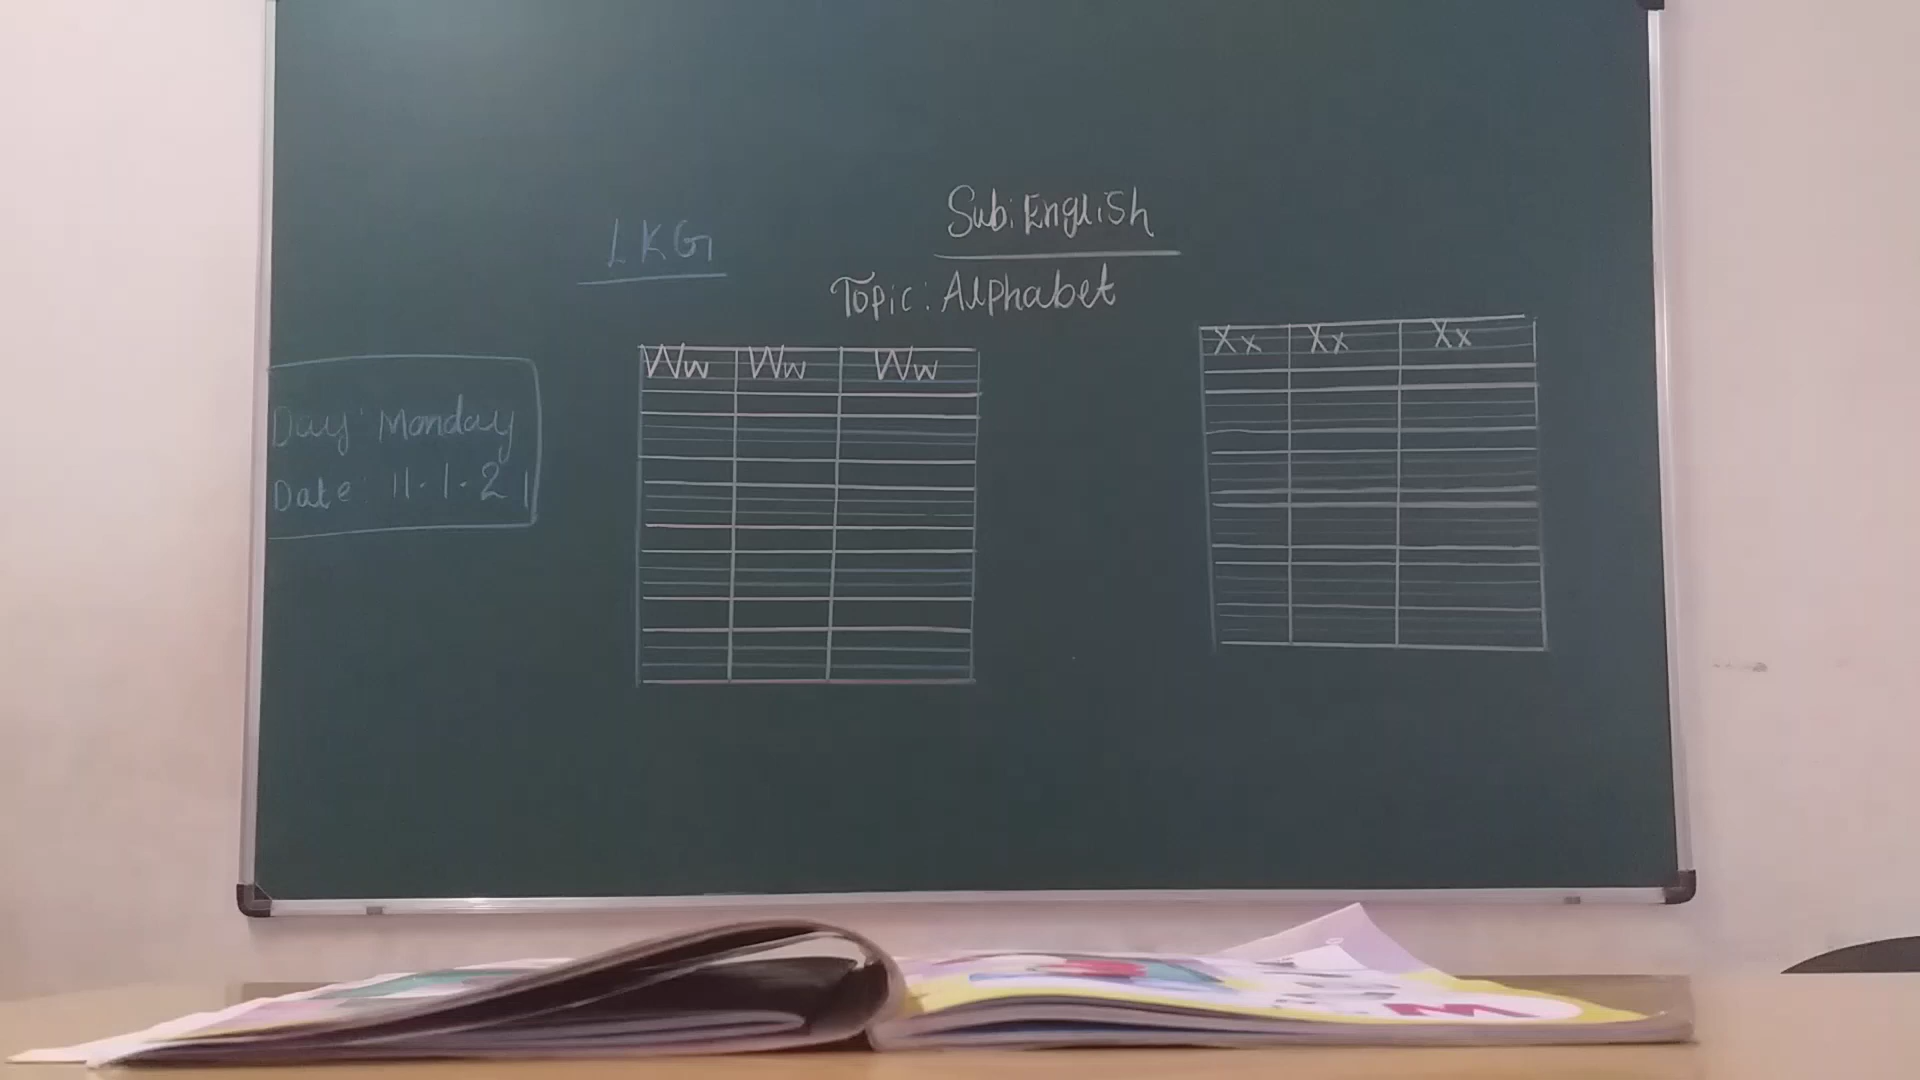 LKG
Sub: English
Topic: Alphabet
Day: Monday
Date: 11.1.21
Ww Ww Ww
Xx Xx Xx
W